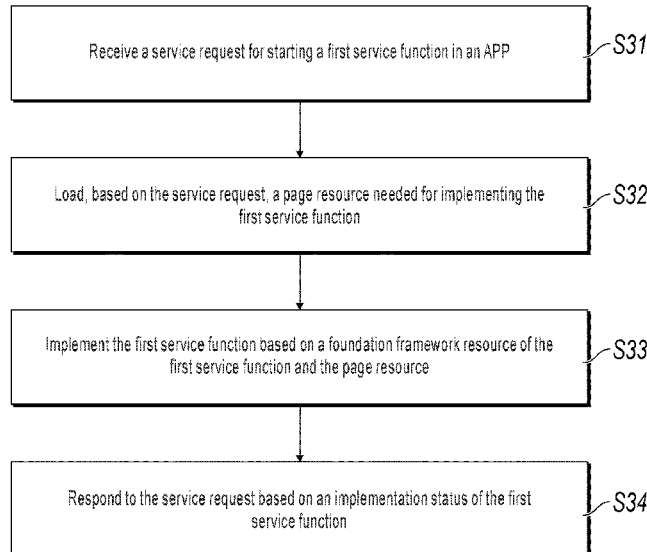 Receive a service request for starting a first service function in an APP
S31
Load, based on the service request, a page resource needed for implementing the
first service function
S32
Implement the first service function based on a foundation framework resource of the
first service function and the page resource
S33
Respond to the service request based on an implementation status of the first
service function
S34